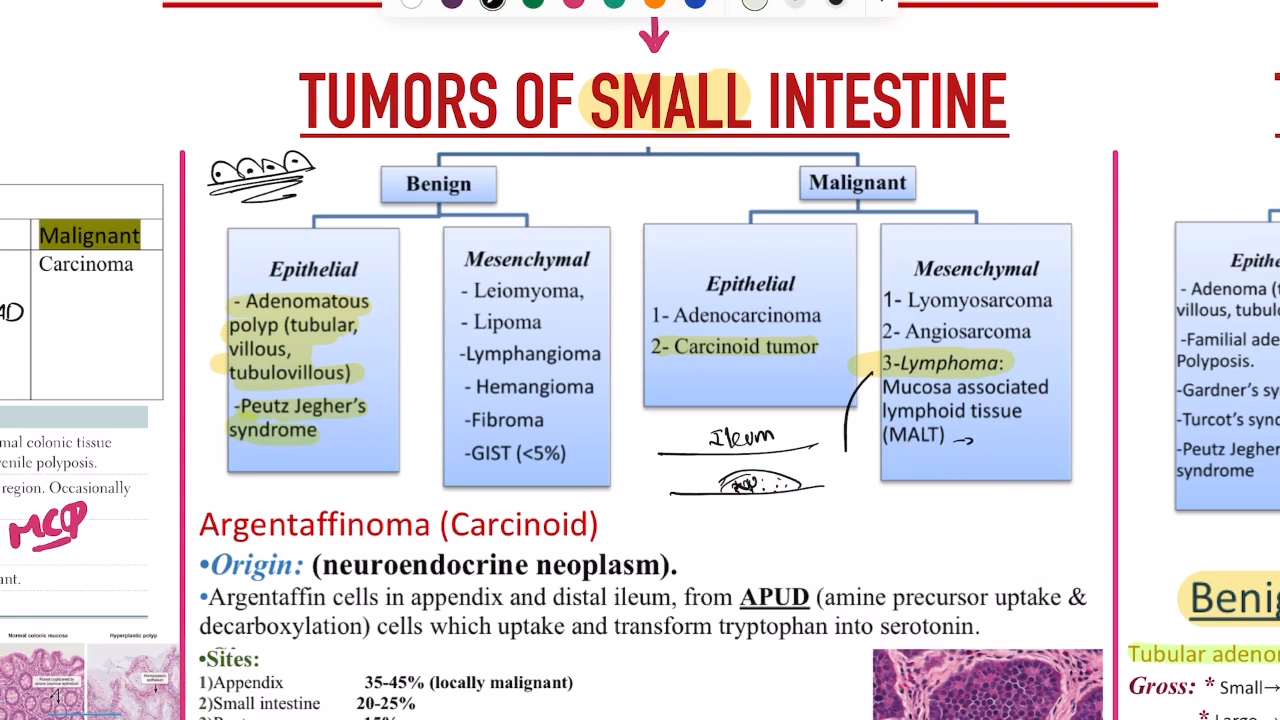 TUMORS OF SMALL INTESTINE
Malignant
Carcinoma
AD
mal colonic tissue
enile polyposis.
region. Occasionally
MCQ
ant.
Normal colonic mucosa
Hyperplastic polyp
Benign
Malignant
Epithelial
- Adenomatous
polyp (tubular,
villous,
tubulovillous)
-Peutz Jegher's
syndrome
Mesenchymal
- Leiomyoma,
- Lipoma
-Lymphangioma
- Hemangioma
-Fibroma
-GIST (<5%)
Epithelial
1- Adenocarcinoma
2- Carcinoid tumor
Mesenchymal
1- Lyomyosarcoma
2- Angiosarcoma
3-Lymphoma:
Mucosa associated
lymphoid tissue
(MALT) →
Ileum
Argentaffinoma (Carcinoid)
•Origin: (neuroendocrine neoplasm).
•Argentaffin cells in appendix and distal ileum, from APUD (amine precursor uptake &
decarboxylation) cells which uptake and transform tryptophan into serotonin.
•Sites:
1)Appendix 35-45% (locally malignant)
2)Small intestine 20-25%
Epithe
- Adenoma (t
villous, tubulo
-Familial ade
Polyposis.
-Gardner's sy
-Turcot's synd
-Peutz Jegher
syndrome
Benig
Tubular adenor
Gross: * Small→
* Large